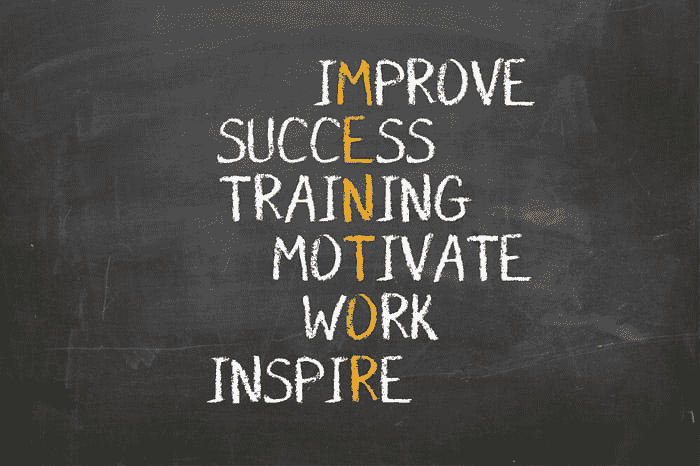 IMPROVE
SUCCESS
TRAINING
MOTIVATE
WORK
INSPIRE